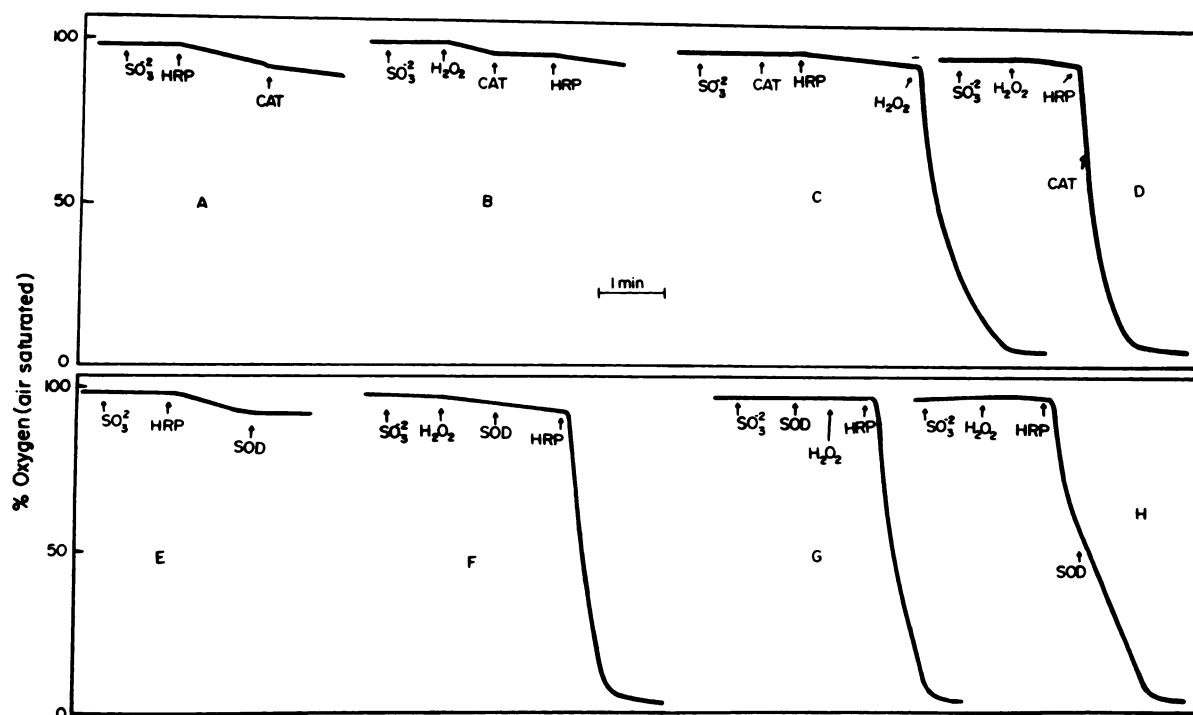 % Oxygen (air saturated)
100
50
0
SO₃⁻² HRP CAT
A
SO₃⁻² H₂O₂ CAT HRP
B
SO₃⁻² CAT HRP H₂O₂
C
SO₃⁻² H₂O₂ HRP
CAT
D
1 min
100
50
0
SO₃⁻² HRP SOD
E
SO₃⁻² H₂O₂ SOD HRP
F
SO₃⁻² SOD H₂O₂ HRP
G
SO₃⁻² H₂O₂ HRP
SOD
H